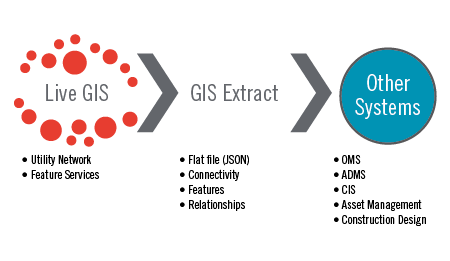 Live GIS
GIS Extract
Other
Systems
• Utility Network
• Feature Services
• Flat file (JSON)
• Connectivity
• Features
• Relationships
• OMS
• ADMS
• CIS
• Asset Management
• Construction Design